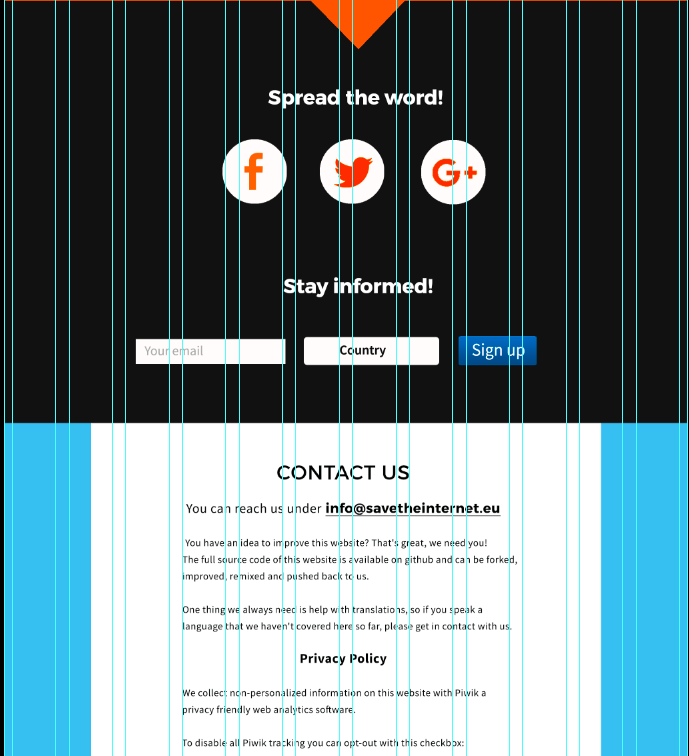 Spread the word!
f
G+
Stay informed!
Your email
Country
Sign up
CONTACT US
You can reach us under info@savetheinternet.eu
You have an idea to improve this website? That's great, we need you!
The full source code of this website is available on github and can be forked,
improved, remixed and pushed back to us.
One thing we always need is help with translations, so if you speak a
language that we haven't covered here so far, please get in contact with us.
Privacy Policy
We collect non-personalized information on this website with Piwik a
privacy friendly web analytics software.
To disable all Piwik tracking you can opt-out with this checkbox: